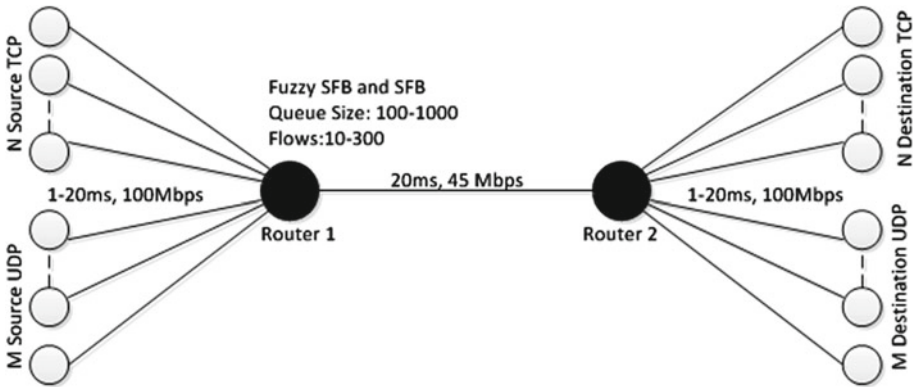 N Source TCP
Fuzzy SFB and SFB
Queue Size: 100-1000
Flows:10-300
N Destination TCP
1-20ms, 100Mbps
20ms, 45 Mbps
1-20ms, 100Mbps
Router 1
Router 2
M Source UDP
M Destination UDP